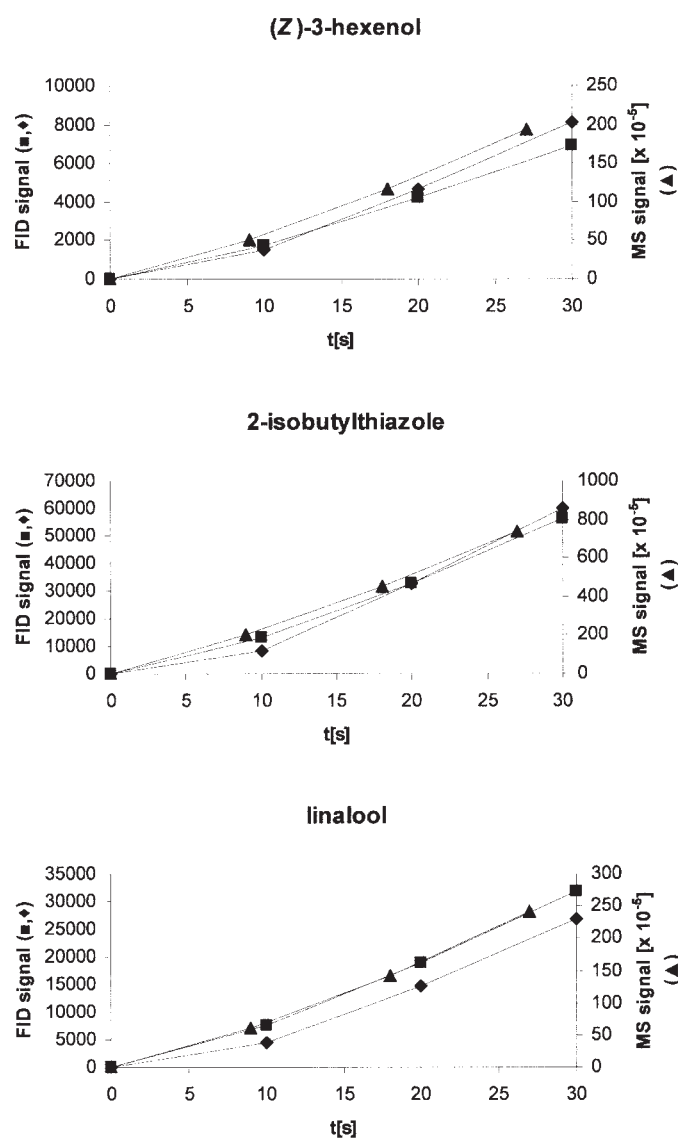 (Z)-3-hexenol
10000
8000
6000
4000
2000
0
FID signal (■,♦)
250
200
150
100
50
0
MS signal [x 10⁻⁵]
(▲)
0 5 10 15 20 25 30
t[s]
2-isobutylthiazole
70000
60000
50000
40000
30000
20000
10000
0
FID signal (■,♦)
1000
800
600
400
200
0
MS signal [x 10⁻⁵]
(▲)
0 5 10 15 20 25 30
t[s]
linalool
35000
30000
25000
20000
15000
10000
5000
0
FID signal (■,♦)
300
250
200
150
100
50
0
MS signal [x 10⁻⁵]
(▲)
0 5 10 15 20 25 30
t[s]